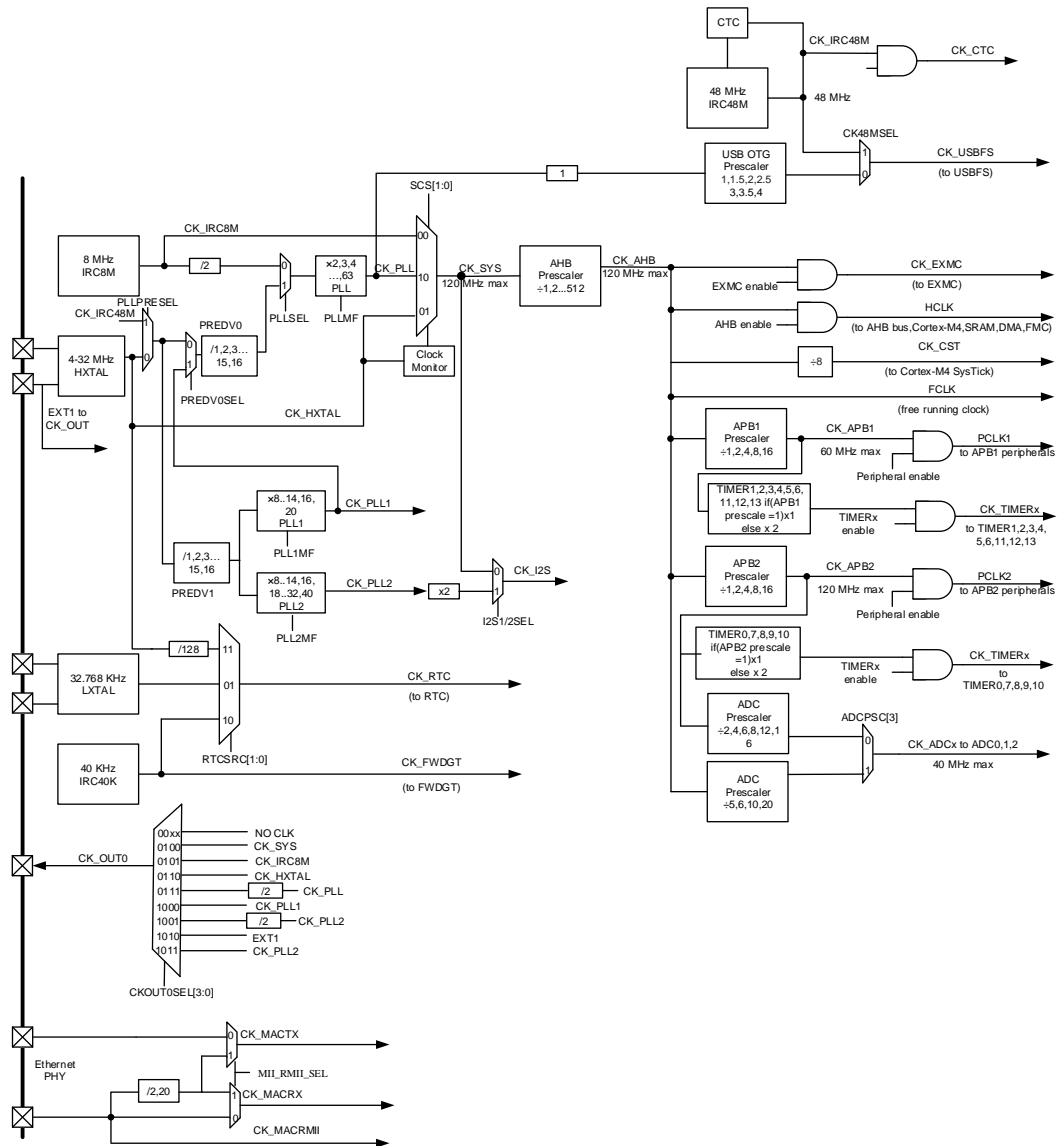 CTC
CK_IRC48M
CK_CTC
48 MHz
IRC48M
48 MHz
CK48MSEL
USB OTG
Prescaler
1,1.5,2,2.5
3,3.5,4
1
0
CK_USBFS
(to USBFS)
1
SCS[1:0]
CK_IRC8M
8 MHz
IRC8M
/2
0
1
PLLSEL
×2,3,4
…,63
PLL
PLLMF
CK_PLL
00
10
01
CK_SYS
120 MHz max
AHB
Prescaler
÷1,2...512
CK_AHB
120 MHz max
EXMC enable
CK_EXMC
(to EXMC)
AHB enable
HCLK
(to AHB bus,Cortex-M4,SRAM,DMA,FMC)
÷8
CK_CST
(to Cortex-M4 SysTick)
FCLK
(free running clock)
PLLPRESEL
CK_IRC48M
1
0
4-32 MHz
HXTAL
PREDV0
0
1
/1,2,3…
15,16
PREDV0SEL
Clock
Monitor
CK_HXTAL
EXT1 to
CK_OUT
APB1
Prescaler
÷1,2,4,8,16
CK_APB1
60 MHz max
Peripheral enable
PCLK1
to APB1 peripherals
TIMER1,2,3,4,5,6,
11,12,13 if(APB1
prescale =1)x1
else x 2
TIMERx
enable
CK_TIMERx
to TIMER1,2,3,4,
5,6,11,12,13
×8..14,16,
20
PLL1
PLL1MF
CK_PLL1
/1,2,3…
15,16
PREDV1
×8..14,16,
18..32,40
PLL2
PLL2MF
CK_PLL2
x2
0
1
CK_I2S
I2S1/2SEL
APB2
Prescaler
÷1,2,4,8,16
CK_APB2
120 MHz max
Peripheral enable
PCLK2
to APB2 peripherals
TIMER0,7,8,9,10
if(APB2 prescale
=1)x1
else x 2
TIMERx
enable
CK_TIMERx
to
TIMER0,7,8,9,10
/128
11
01
10
32.768 KHz
LXTAL
CK_RTC
(to RTC)
RTCSRC[1:0]
40 KHz
IRC40K
CK_FWDGT
(to FWDGT)
ADC
Prescaler
÷2,4,6,8,12,1
6
ADCPSC[3]
0
1
CK_ADCx to ADC0,1,2
40 MHz max
ADC
Prescaler
÷5,6,10,20
CK_OUT0
00xx NO CLK
0100 CK_SYS
0101 CK_IRC8M
0110 CK_HXTAL
0111 /2 CK_PLL
1000 CK_PLL1
1001 /2 CK_PLL2
1010 EXT1
1011 CK_PLL2
CKOUT0SEL[3:0]
Ethernet
PHY
0
1
CK_MACTX
MII_RMII_SEL
/2,20
1
0
CK_MACRX
CK_MACRMII